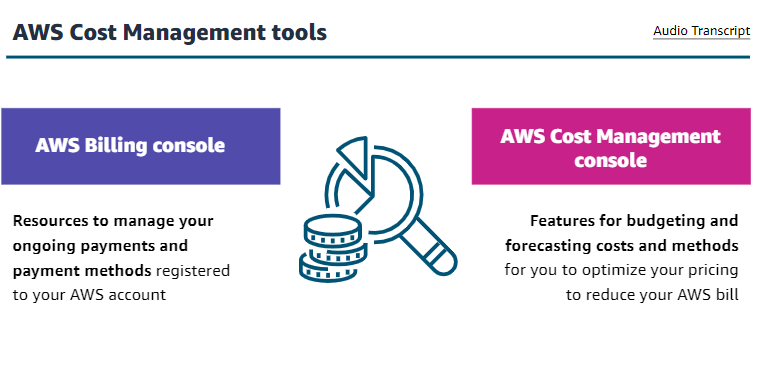 AWS Cost Management tools
Audio Transcript
AWS Billing console
Resources to manage your
ongoing payments and
payment methods registered
to your AWS account
AWS Cost Management
console
Features for budgeting and
forecasting costs and methods
for you to optimize your pricing
to reduce your AWS bill